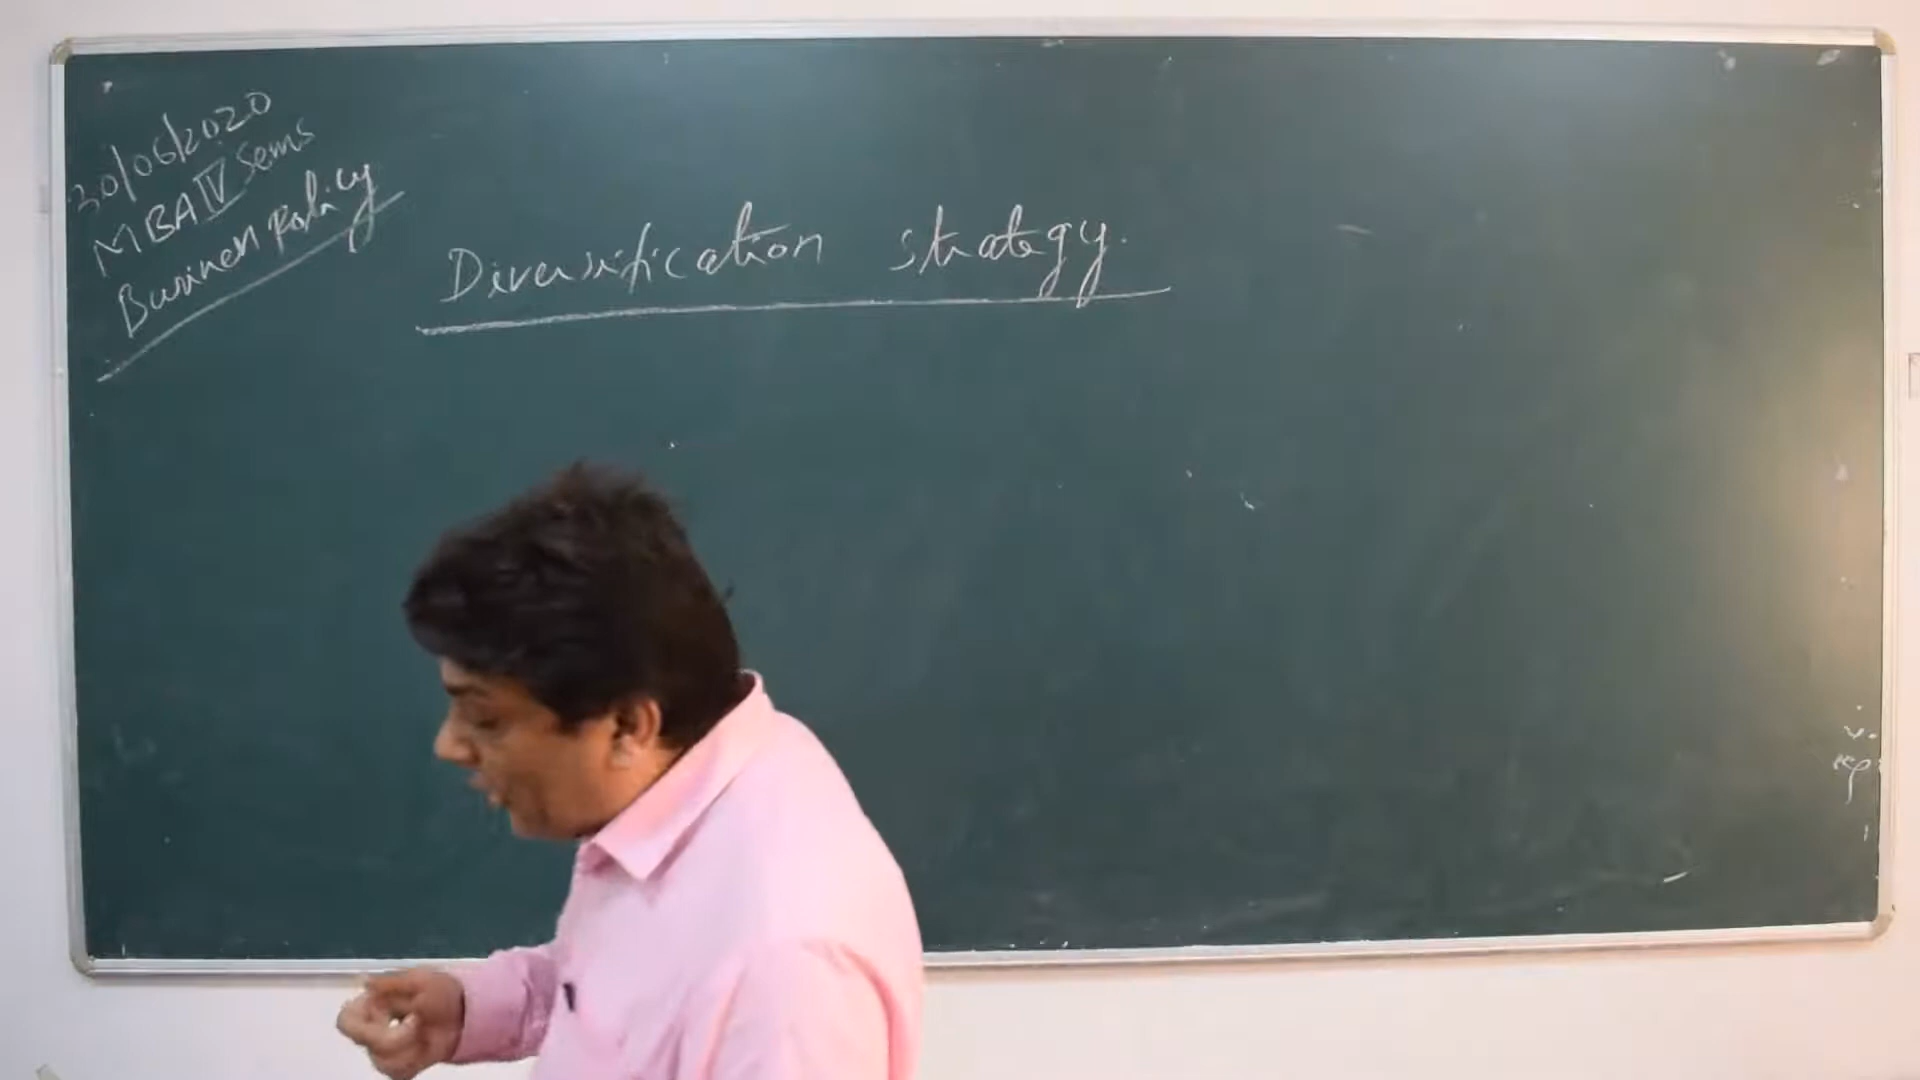 30/06/2020
MBA IV Sems
Business Policy
Diversification strategy.